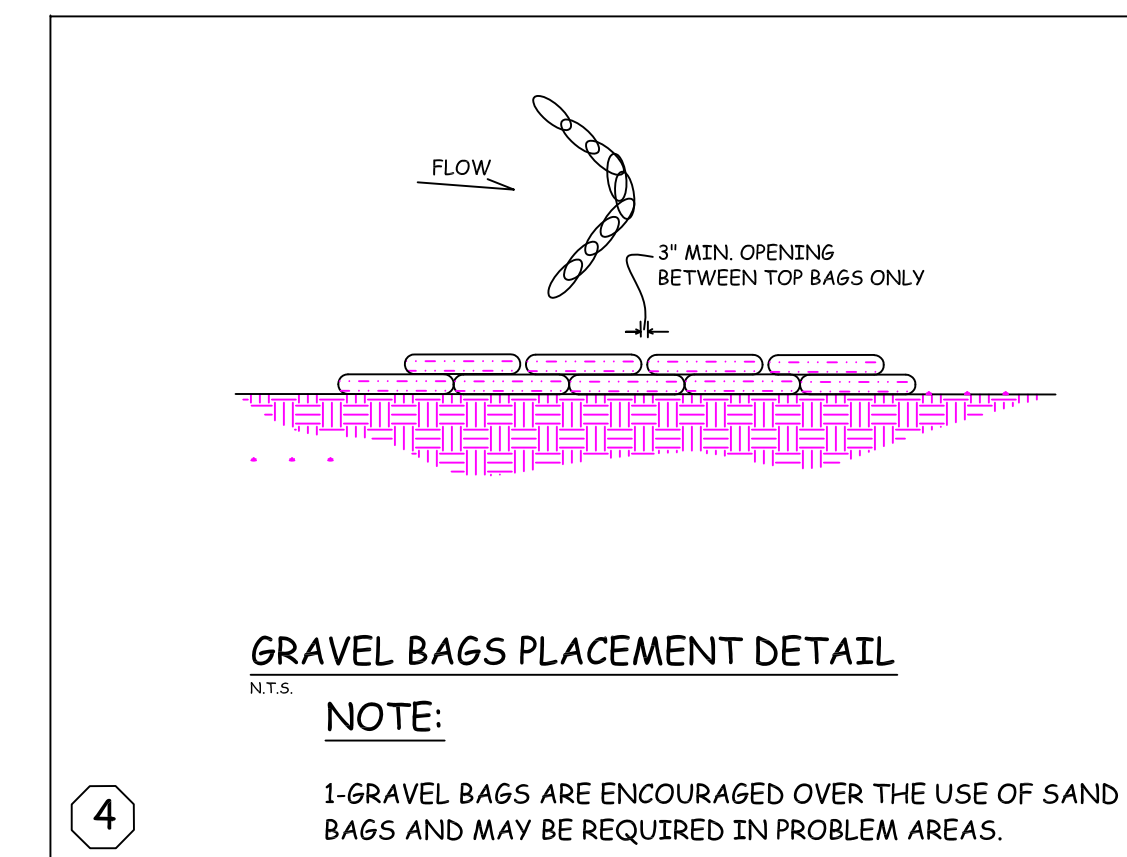 FLOW
3" MIN. OPENING
BETWEEN TOP BAGS ONLY
GRAVEL BAGS PLACEMENT DETAIL
N.T.S.
NOTE:
1-GRAVEL BAGS ARE ENCOURAGED OVER THE USE OF SAND
BAGS AND MAY BE REQUIRED IN PROBLEM AREAS.
4